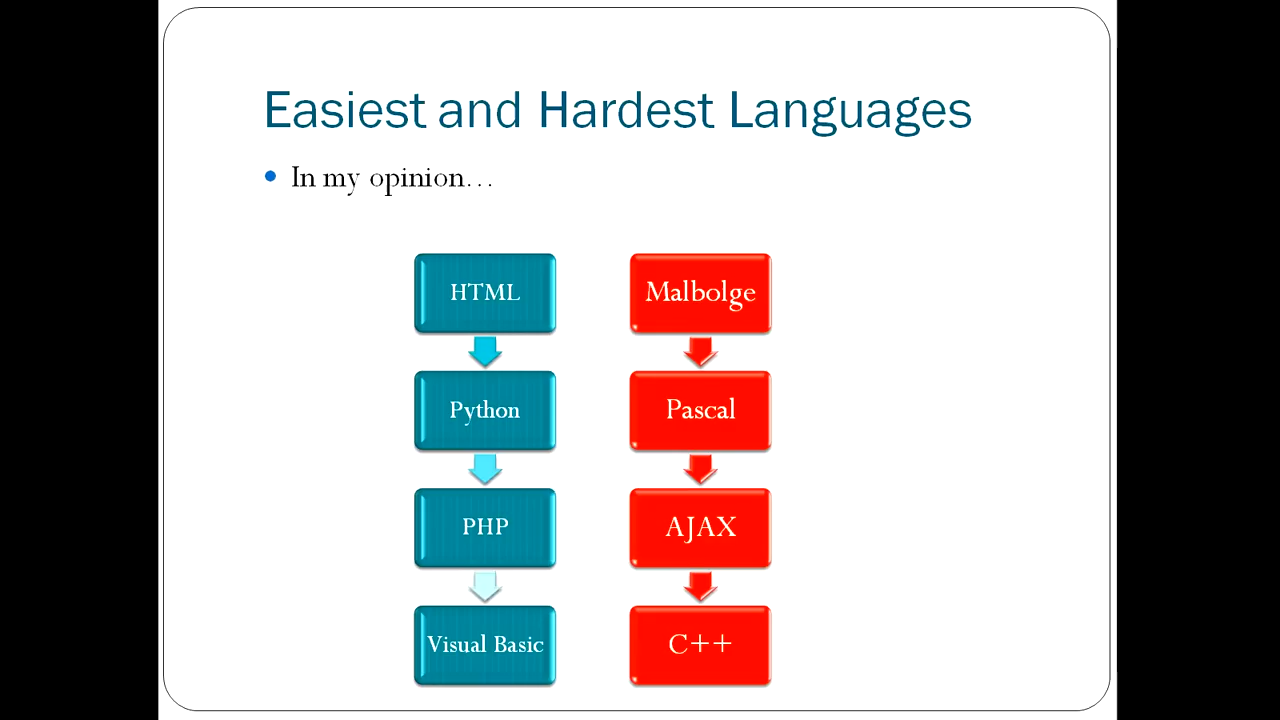 Easiest and Hardest Languages
In my opinion...
HTML
Python
PHP
Visual Basic
Malbolge
Pascal
AJAX
C++